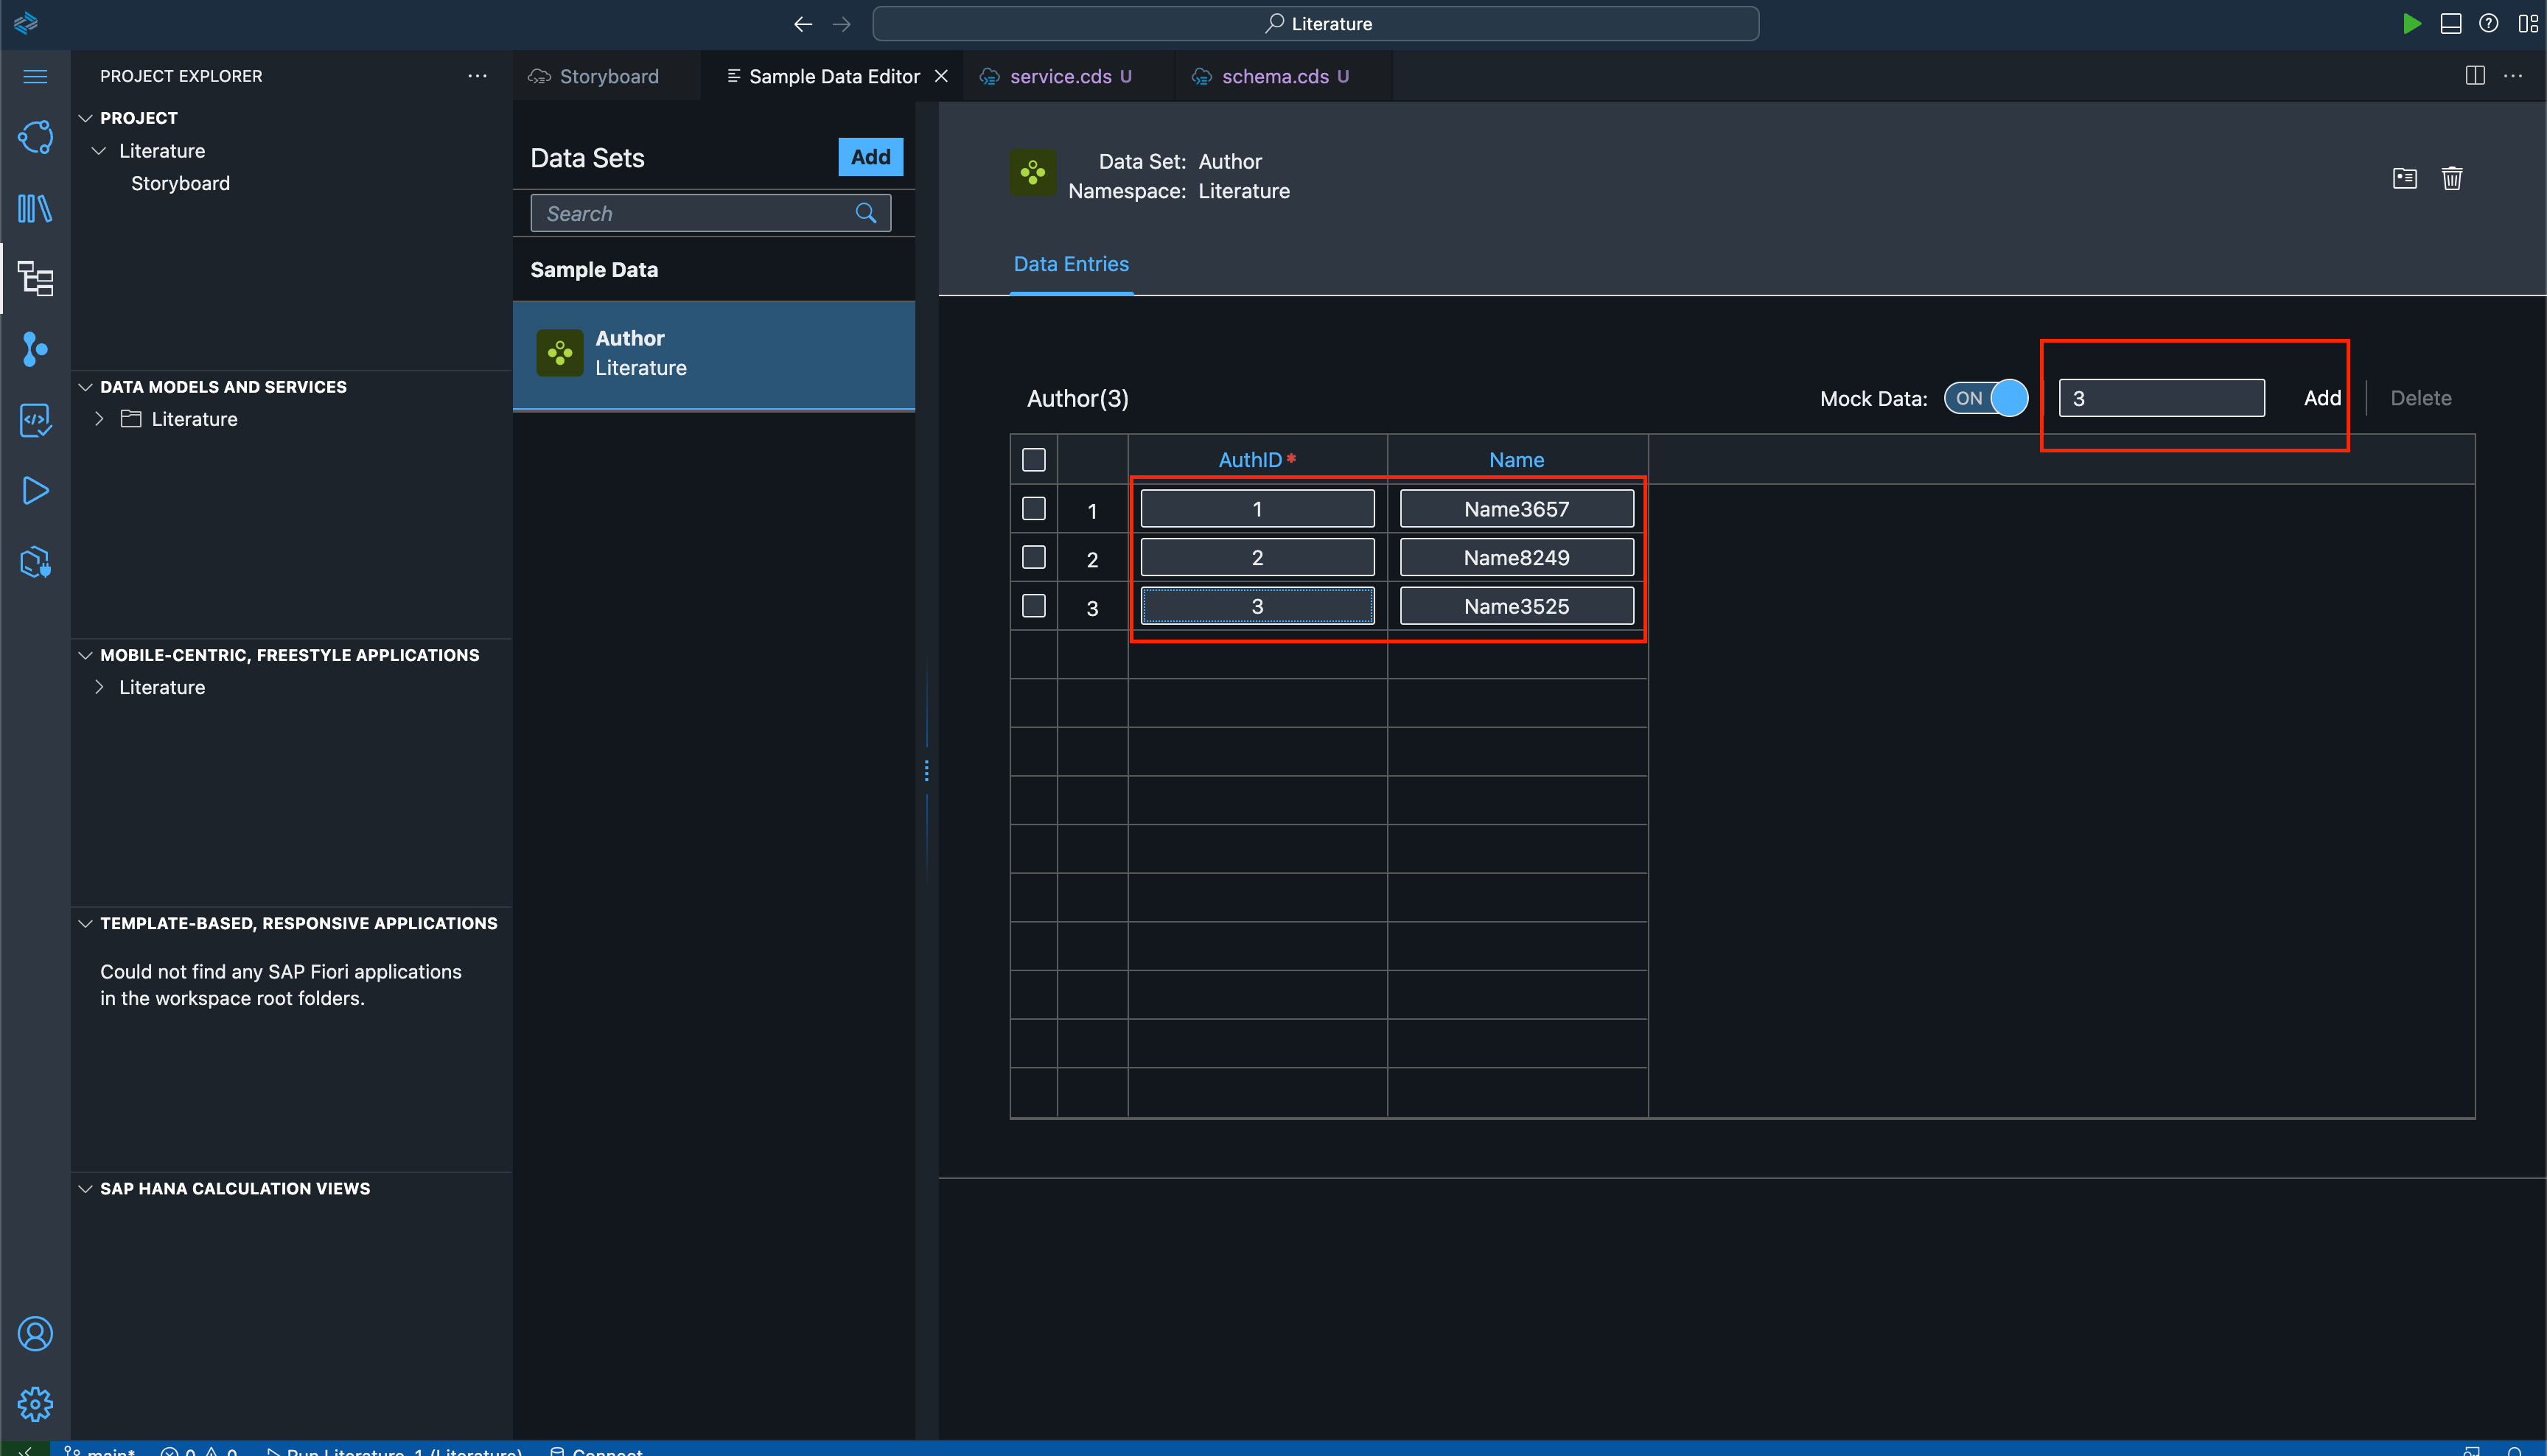 Literature
PROJECT EXPLORER
Storyboard
Sample Data Editor
service.cds U
schema.cds U
PROJECT
Literature
Storyboard
DATA MODELS AND SERVICES
Literature
MOBILE-CENTRIC, FREESTYLE APPLICATIONS
Literature
TEMPLATE-BASED, RESPONSIVE APPLICATIONS
Could not find any SAP Fiori applications
in the workspace root folders.
SAP HANA CALCULATION VIEWS
Data Sets
Add
Search
Sample Data
Author
Literature
Data Set: Author
Namespace: Literature
Data Entries
Author(3)
Mock Data: ON
3
Add
Delete
AuthID* Name
1 1 Name3657
2 2 Name8249
3 3 Name3525
main* 0 0 Run Literature-1 (Literature) Connect